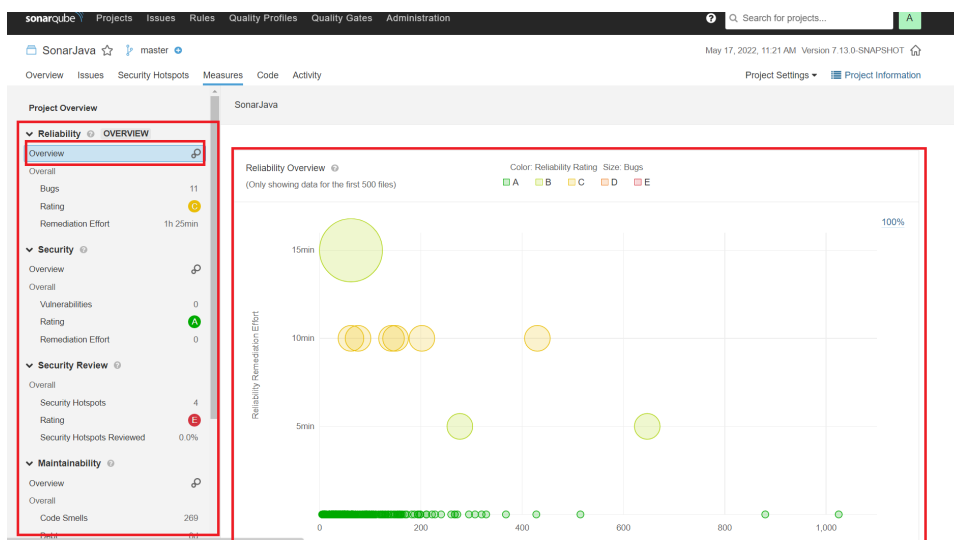 sonarqube Projects Issues Rules Quality Profiles Quality Gates Administration ? Search for projects... A
SonarJava master May 17, 2022, 11:21 AM Version 7.13.0-SNAPSHOT
Overview Issues Security Hotspots Measures Code Activity Project Settings Project Information
Project Overview
SonarJava
Reliability ? OVERVIEW
Overview
Overall
Bugs 11
Rating C
Remediation Effort 1h 25min
Security ?
Overview
Overall
Vulnerabilities 0
Rating A
Remediation Effort 0
Security Review ?
Overall
Security Hotspots 4
Rating E
Security Hotspots Reviewed 0.0%
Maintainability ?
Overview
Overall
Code Smells 269
Debt 6d
Reliability Overview ? Color: Reliability Rating Size: Bugs
(Only showing data for the first 500 files) A B C D E
100%
15min
10min
5min
Reliability Remediation Effort
0 200 400 600 800 1,000